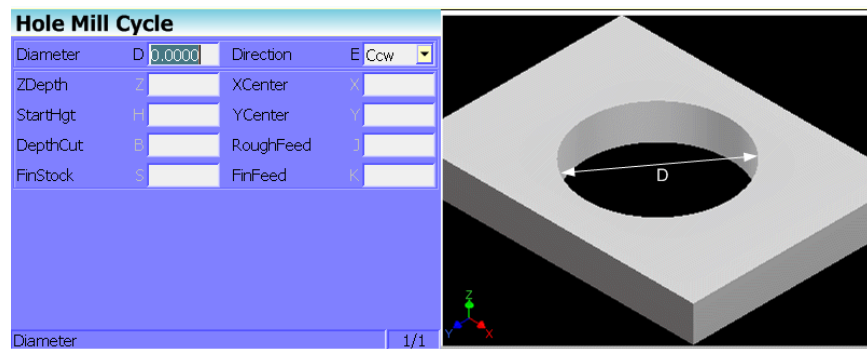 Hole Mill Cycle
Diameter D 0.0000 Direction E Ccw
ZDepth Z XCenter X
StartHgt H YCenter Y
DepthCut B RoughFeed J
FinStock S FinFeed K
D
Z
Y X
Diameter 1/1